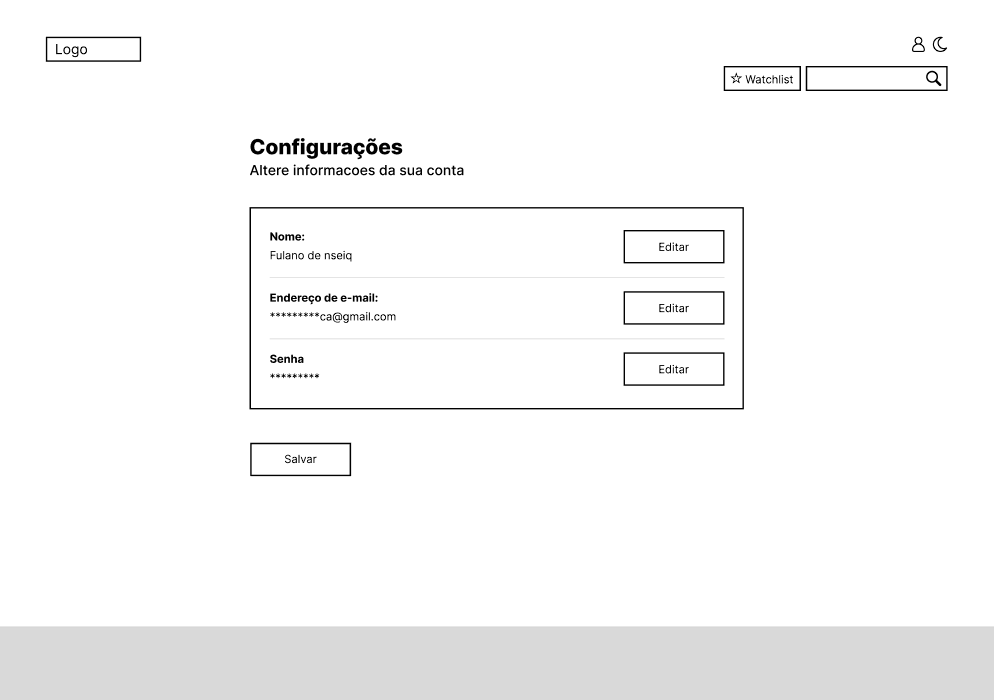 Logo
☆ Watchlist
Configurações
Altere informacoes da sua conta
Nome:
Fulano de nseiq
Editar
Endereço de e-mail:
*********ca@gmail.com
Editar
Senha
*********
Editar
Salvar